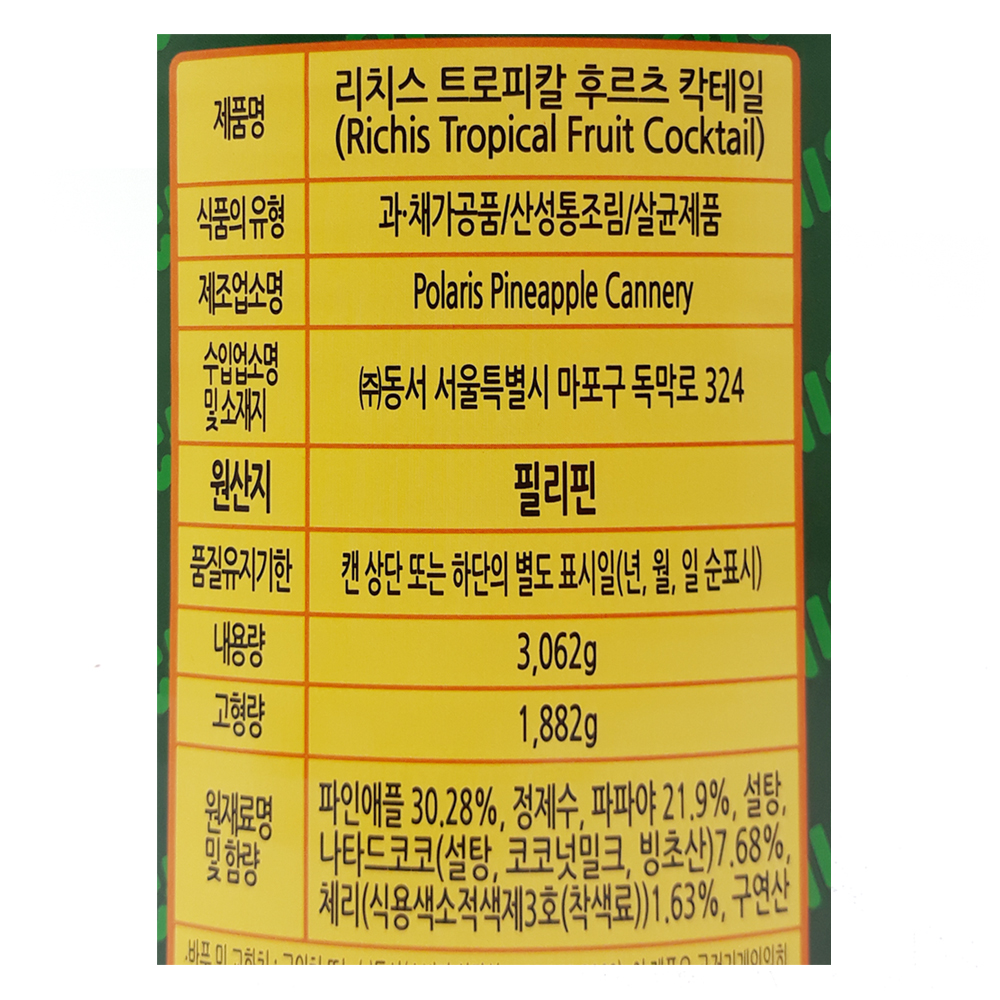 제품명
리치스 트로피칼 후르츠 칵테일
(Richis Tropical Fruit Cocktail)
식품의 유형
과·채가공품/산성통조림/살균제품
제조업소명
Polaris Pineapple Cannery
수입업소명
및 소재지
㈜동서 서울특별시 마포구 독막로 324
원산지
필리핀
품질유지기한
캔 상단 또는 하단의 별도 표시일(년, 월, 일 순표시)
내용량
3,062g
고형량
1,882g
원재료명
및 함량
파인애플 30.28%, 정제수, 파파야 21.9%, 설탕,
나타드코코(설탕, 코코넛밀크, 빙초산)7.68%,
체리(식용색소적색제3호(착색료))1.63%, 구연산